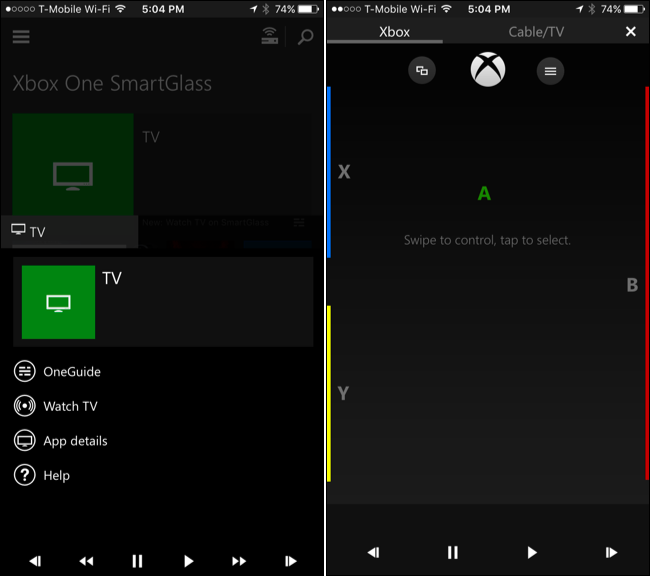 T-Mobile Wi-Fi 5:04 PM 74%
Xbox One SmartGlass
TV
TV
TV
OneGuide
Watch TV
App details
Help
T-Mobile Wi-Fi 5:04 PM 74%
Xbox Cable/TV
X
A
Swipe to control, tap to select.
B
Y